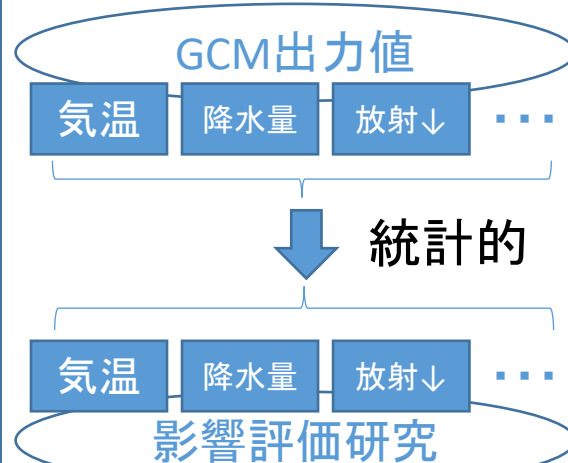 GCM出力値
気温 降水量 放射↓ ・・・
統計的
気温 降水量 放射↓ ・・・
影響評価研究